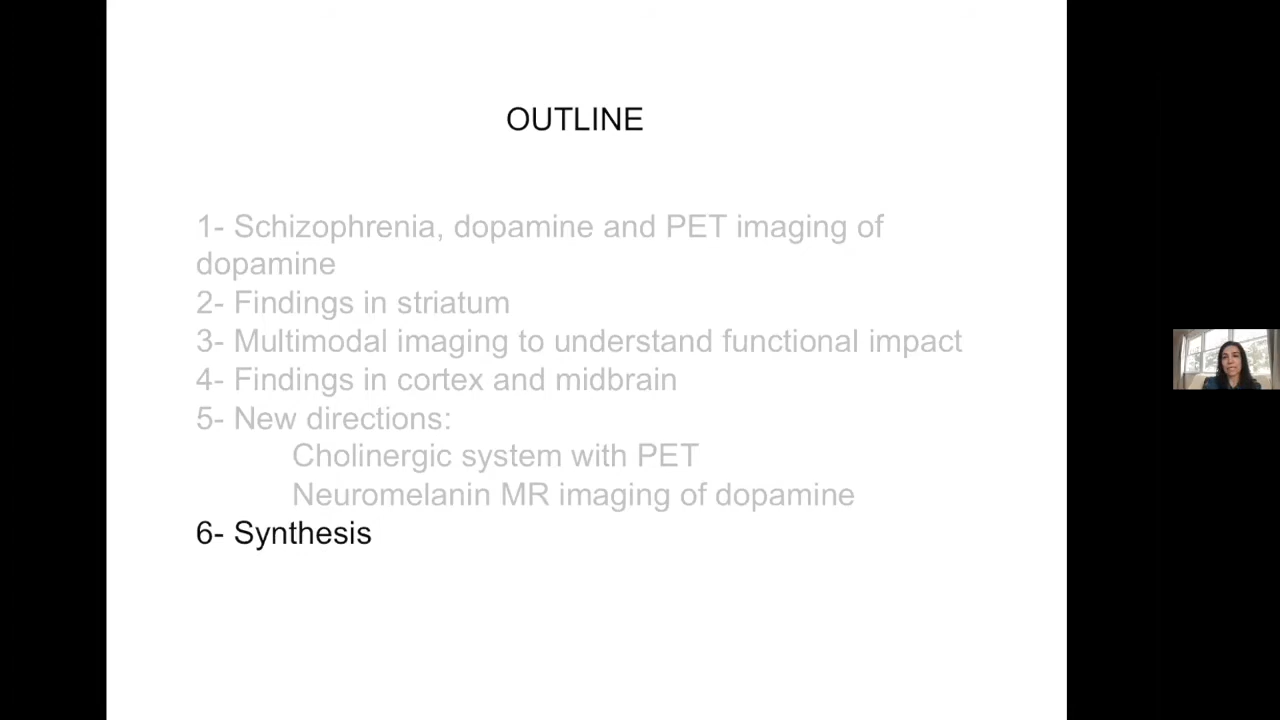 OUTLINE
1- Schizophrenia, dopamine and PET imaging of
dopamine
2- Findings in striatum
3- Multimodal imaging to understand functional impact
4- Findings in cortex and midbrain
5- New directions:
Cholinergic system with PET
Neuromelanin MR imaging of dopamine
6- Synthesis